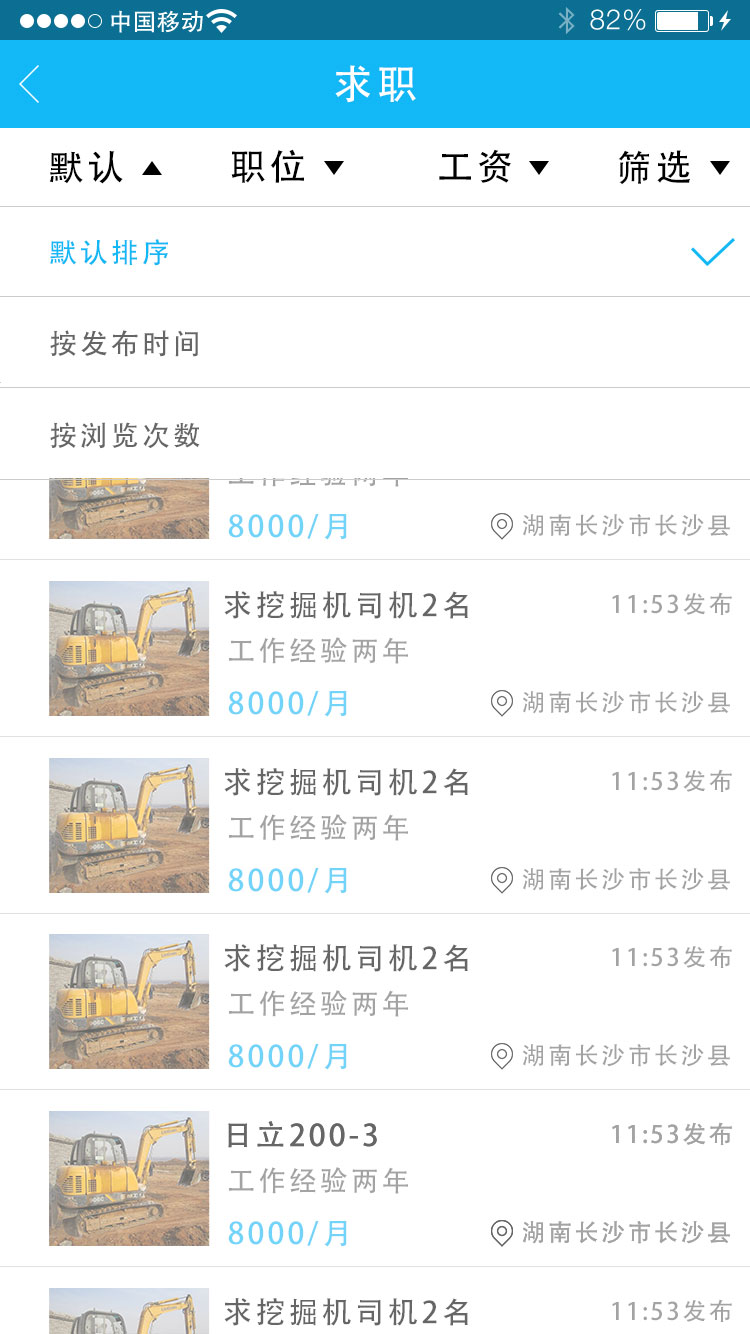 中国移动 82%
求职
默认 职位 工资 筛选
默认排序
按发布时间
按浏览次数
工作经验两年
8000/月 湖南长沙市长沙县
求挖掘机司机2名 11:53发布
工作经验两年
8000/月 湖南长沙市长沙县
求挖掘机司机2名 11:53发布
工作经验两年
8000/月 湖南长沙市长沙县
求挖掘机司机2名 11:53发布
工作经验两年
8000/月 湖南长沙市长沙县
日立200-3 11:53发布
工作经验两年
8000/月 湖南长沙市长沙县
求挖掘机司机2名 11:53发布